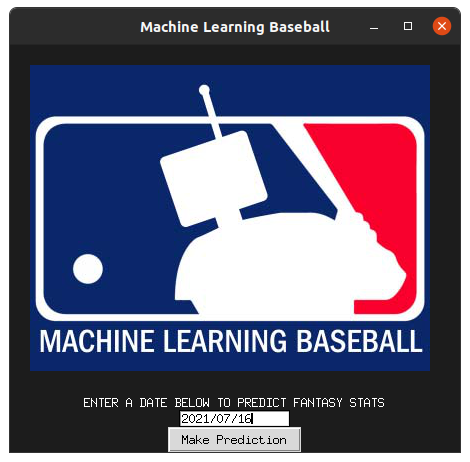 Machine Learning Baseball
MACHINE LEARNING BASEBALL
ENTER A DATE BELOW TO PREDICT FANTASY STATS
2021/07/16
Make Prediction